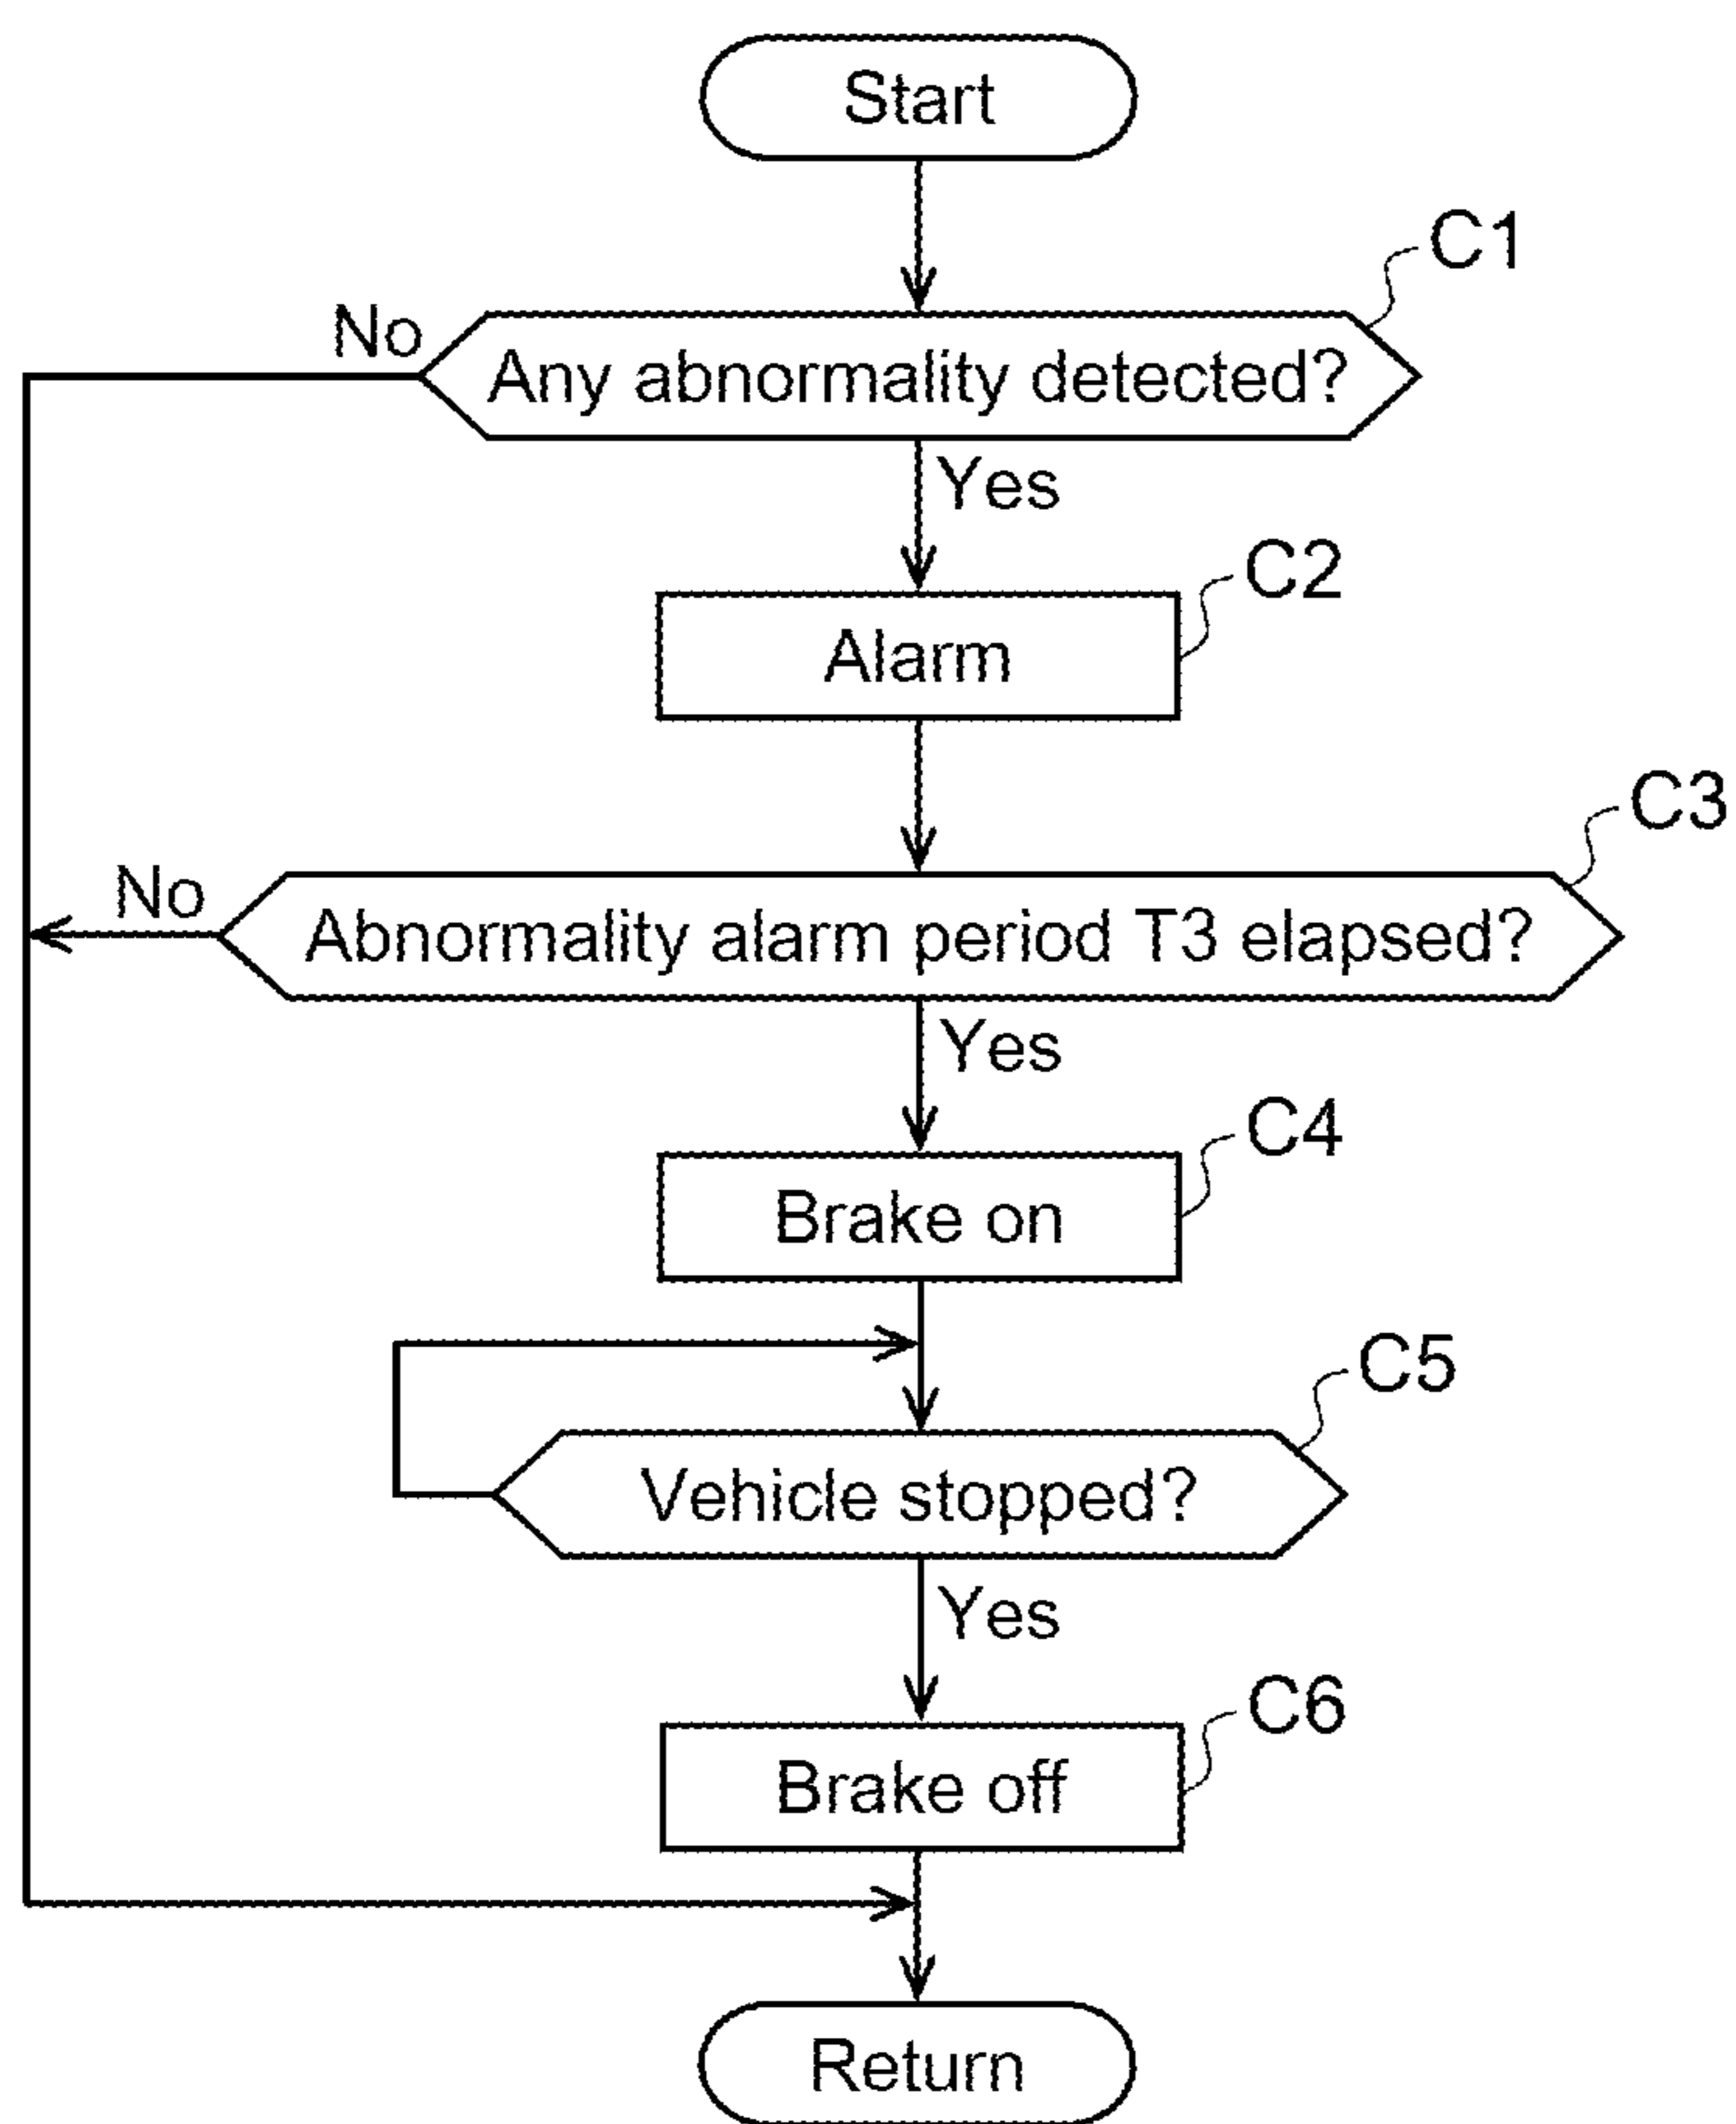 Start
C1
No
Any abnormality detected?
Yes
C2
Alarm
C3
No
Abnormality alarm period T3 elapsed?
Yes
C4
Brake on
C5
Vehicle stopped?
Yes
C6
Brake off
Return